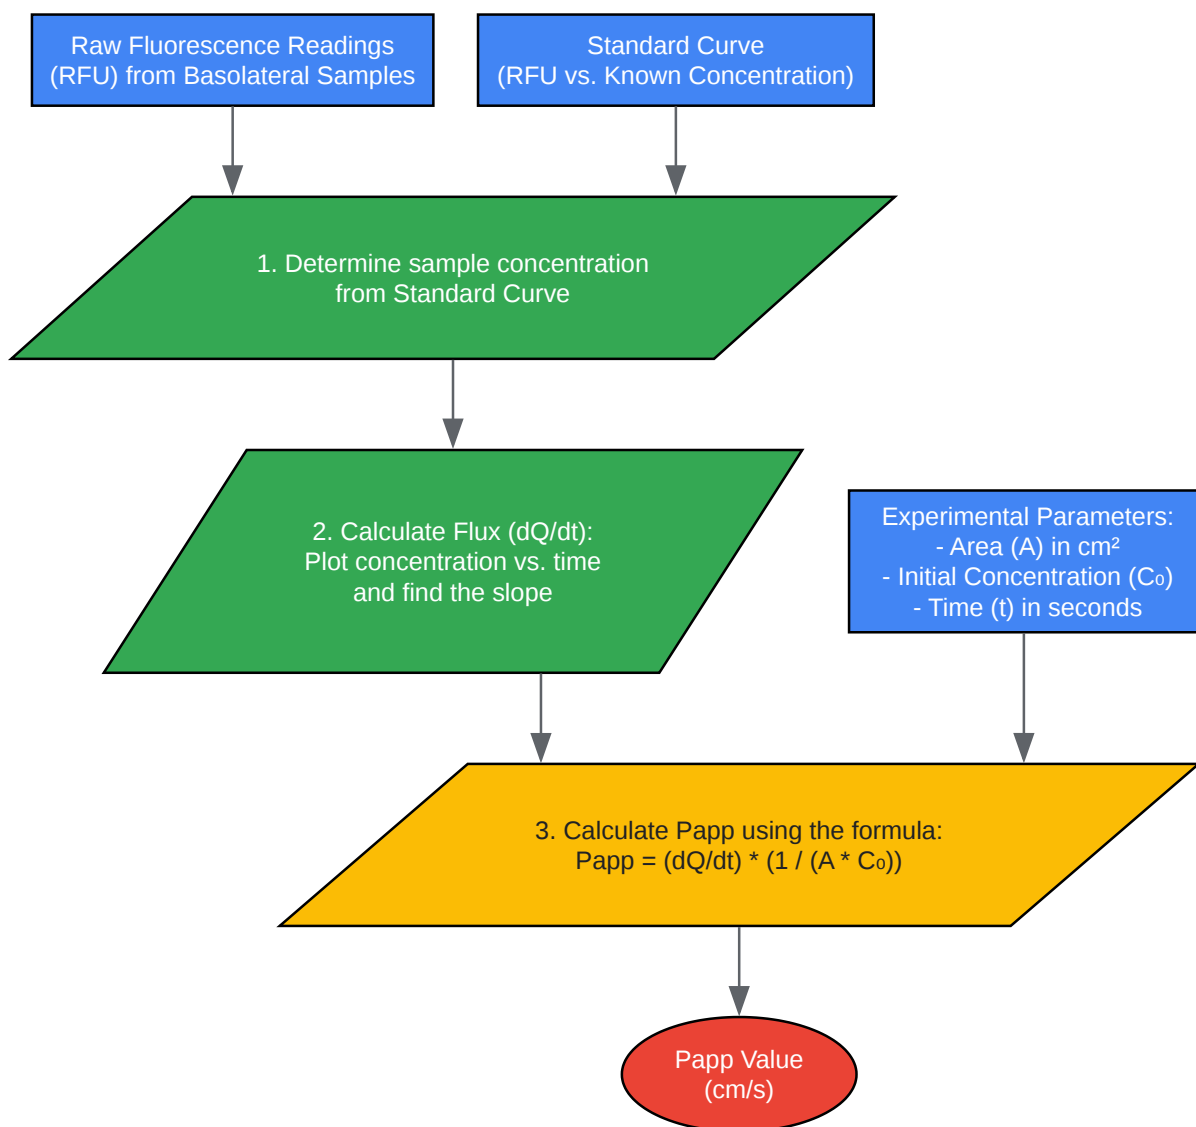 Raw Fluorescence Readings
(RFU) from Basolateral Samples
Standard Curve
(RFU vs. Known Concentration)
1. Determine sample concentration
from Standard Curve
2. Calculate Flux (dQ/dt):
Plot concentration vs. time
and find the slope
Experimental Parameters:
- Area (A) in cm²
- Initial Concentration (C₀)
- Time (t) in seconds
3. Calculate Papp using the formula:
Papp = (dQ/dt) * (1 / (A * C₀))
Papp Value
(cm/s)